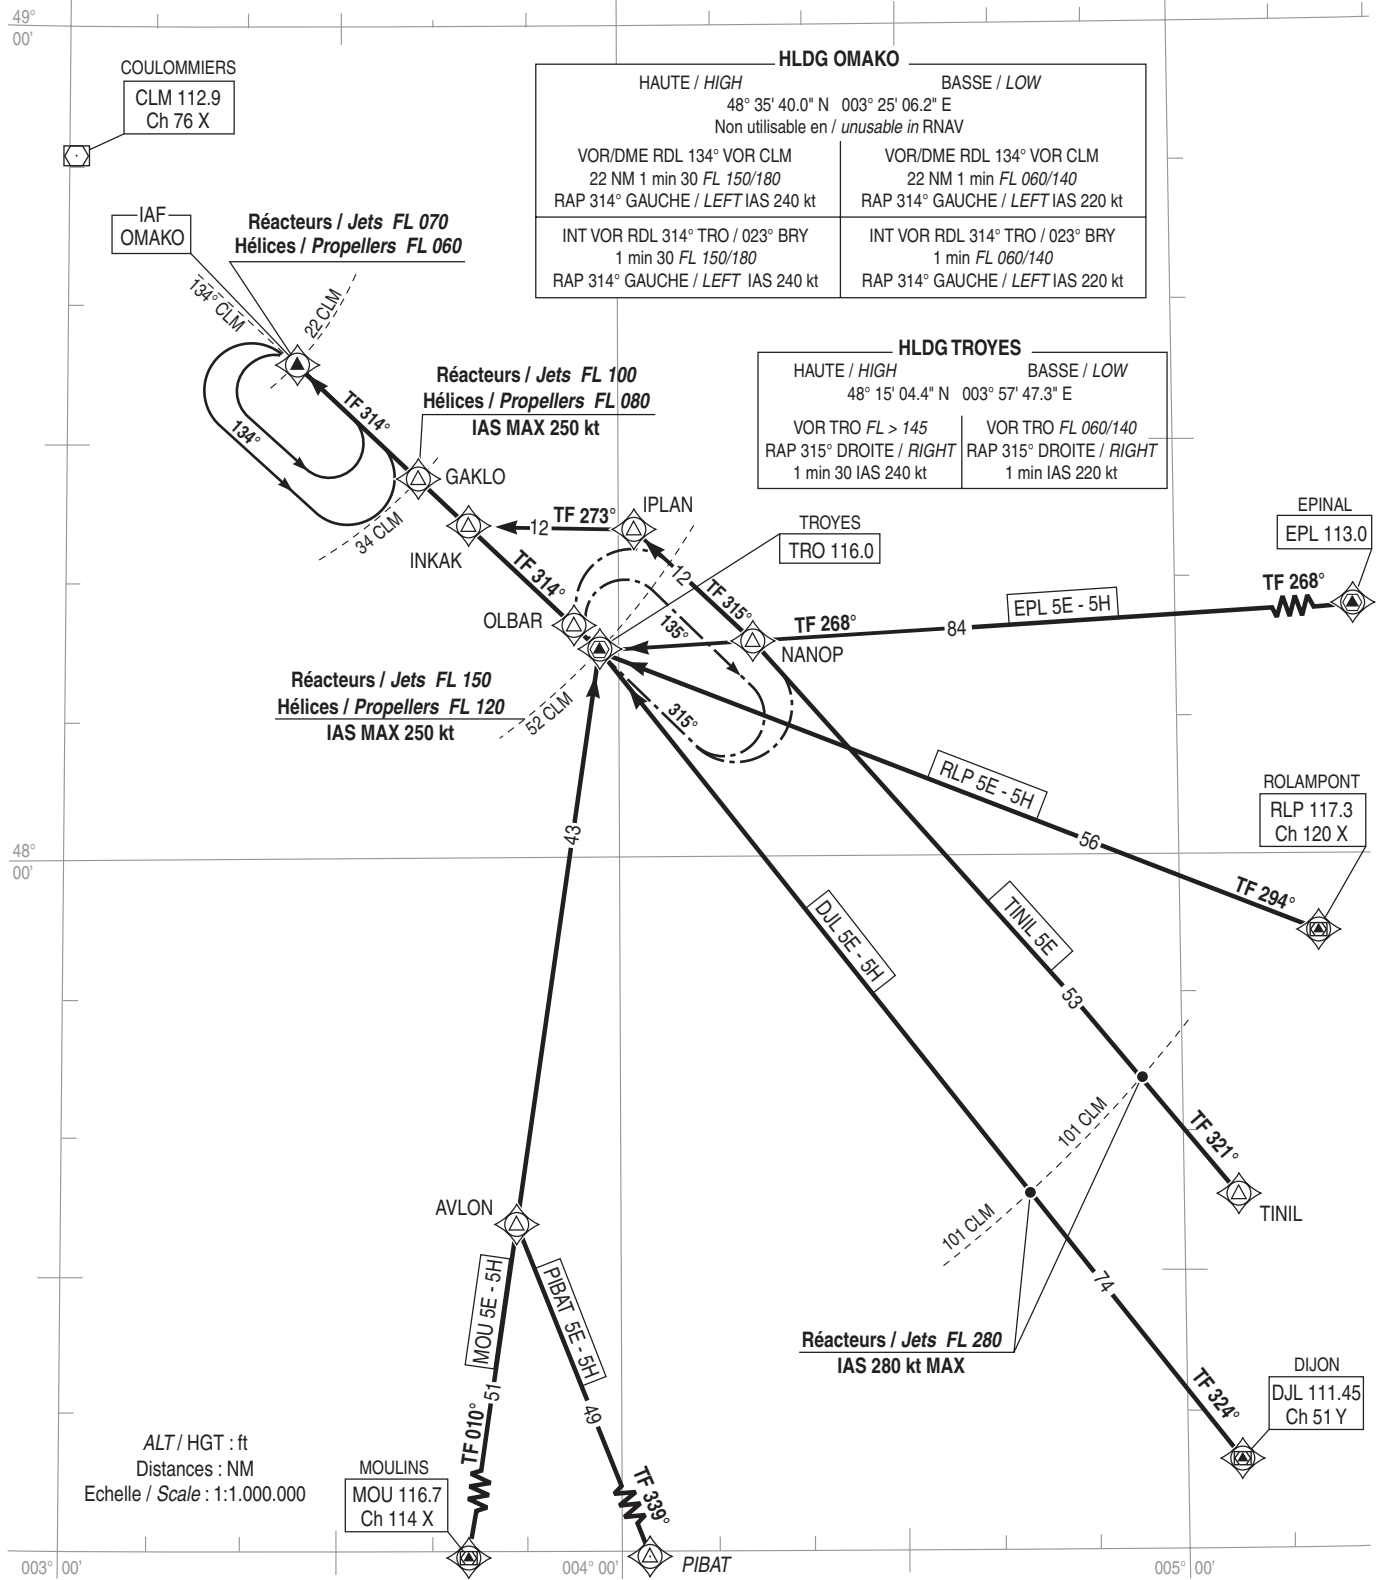 49°
00'
COULOMMIERS
CLM 112.9
Ch 76 X
HLDG OMAKO
HAUTE / HIGH BASSE / LOW
48° 35' 40.0" N 003° 25' 06.2" E
Non utilisable en / unusable in RNAV
VOR/DME RDL 134° VOR CLM
22 NM 1 min 30 FL 150/180
RAP 314° GAUCHE / LEFT IAS 240 kt
VOR/DME RDL 134° VOR CLM
22 NM 1 min FL 060/140
RAP 314° GAUCHE / LEFT IAS 220 kt
INT VOR RDL 314° TRO / 023° BRY
1 min 30 FL 150/180
RAP 314° GAUCHE / LEFT IAS 240 kt
INT VOR RDL 314° TRO / 023° BRY
1 min FL 060/140
RAP 314° GAUCHE / LEFT IAS 220 kt
IAF
OMAKO
Réacteurs / Jets FL 070
Hélices / Propellers FL 060
134° CLM
22 CLM
HLDG TROYES
HAUTE / HIGH BASSE / LOW
48° 15' 04.4" N 003° 57' 47.3" E
VOR TRO FL > 145
RAP 315° DROITE / RIGHT
1 min 30 IAS 240 kt
VOR TRO FL 060/140
RAP 315° DROITE / RIGHT
1 min IAS 220 kt
Réacteurs / Jets FL 100
Hélices / Propellers FL 080
IAS MAX 250 kt
TF 314°
134°
GAKLO
34 CLM
INKAK
TF 273°
12
IPLAN
TROYES
TRO 116.0
EPINAL
EPL 113.0
TF 314°
12
TF 315°
TF 268°
EPL 5E - 5H
84
TF 268°
OLBAR
135°
NANOP
315°
52 CLM
Réacteurs / Jets FL 150
Hélices / Propellers FL 120
IAS MAX 250 kt
RLP 5E - 5H
56
TF 294°
ROLAMPONT
RLP 117.3
Ch 120 X
43
48°
00'
DJL 5E - 5H
TINIL 5E
53
101 CLM
TF 321°
TINIL
101 CLM
AVLON
74
MOU 5E - 5H
PIBAT 5E - 5H
Réacteurs / Jets FL 280
IAS 280 kt MAX
51
49
TF 324°
DIJON
DJL 111.45
Ch 51 Y
TF 010°
TF 339°
ALT / HGT : ft
Distances : NM
Echelle / Scale : 1:1.000.000
MOULINS
MOU 116.7
Ch 114 X
PIBAT
003° 00'
004° 00'
005° 00'